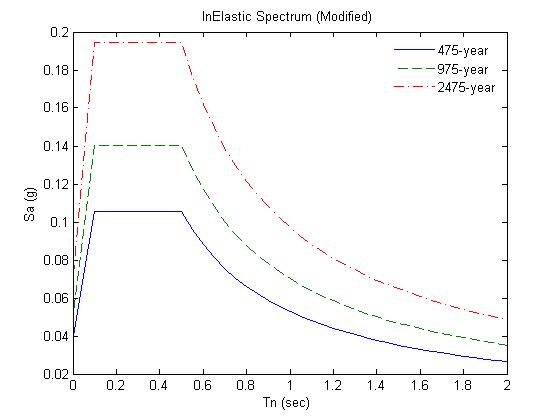 InElastic Spectrum (Modified)
0.2
0.18
0.16
0.14
0.12
0.1
0.08
0.06
0.04
0.02
Sa (g)
475-year
975-year
2475-year
0 0.2 0.4 0.6 0.8 1 1.2 1.4 1.6 1.8 2
Tn (sec)